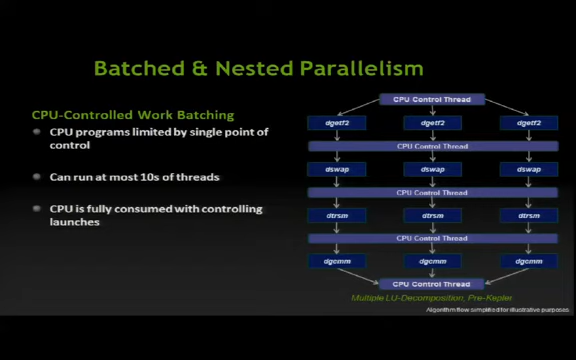 Batched & Nested Parallelism
CPU-Controlled Work Batching
CPU programs limited by single point of
control
Can run at most 10s of threads
CPU is fully consumed with controlling
launches
CPU Control Thread
dgetf2 dgetf2 dgetf2
CPU Control Thread
dswap dswap dswap
CPU Control Thread
dtrsm dtrsm dtrsm
CPU Control Thread
dgemm dgemm dgemm
CPU Control Thread
Multiple LU-Decomposition, Pre-Kepler
Algorithm flow simplified for illustrative purposes